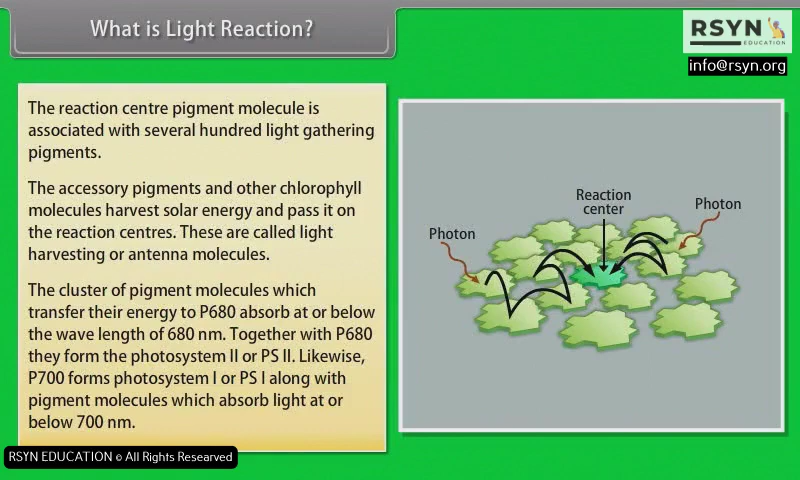 What is Light Reaction?
RSYN
EDUCATION
info@rsyn.org
The reaction centre pigment molecule is
associated with several hundred light gathering
pigments.
The accessory pigments and other chlorophyll
molecules harvest solar energy and pass it on
the reaction centres. These are called light
harvesting or antenna molecules.
The cluster of pigment molecules which
transfer their energy to P680 absorb at or below
the wave length of 680 nm. Together with P680
they form the photosystem II or PS II. Likewise,
P700 forms photosystem I or PS I along with
pigment molecules which absorb light at or
below 700 nm.
Reaction
center
Photon
Photon
RSYN EDUCATION © All Rights Researved